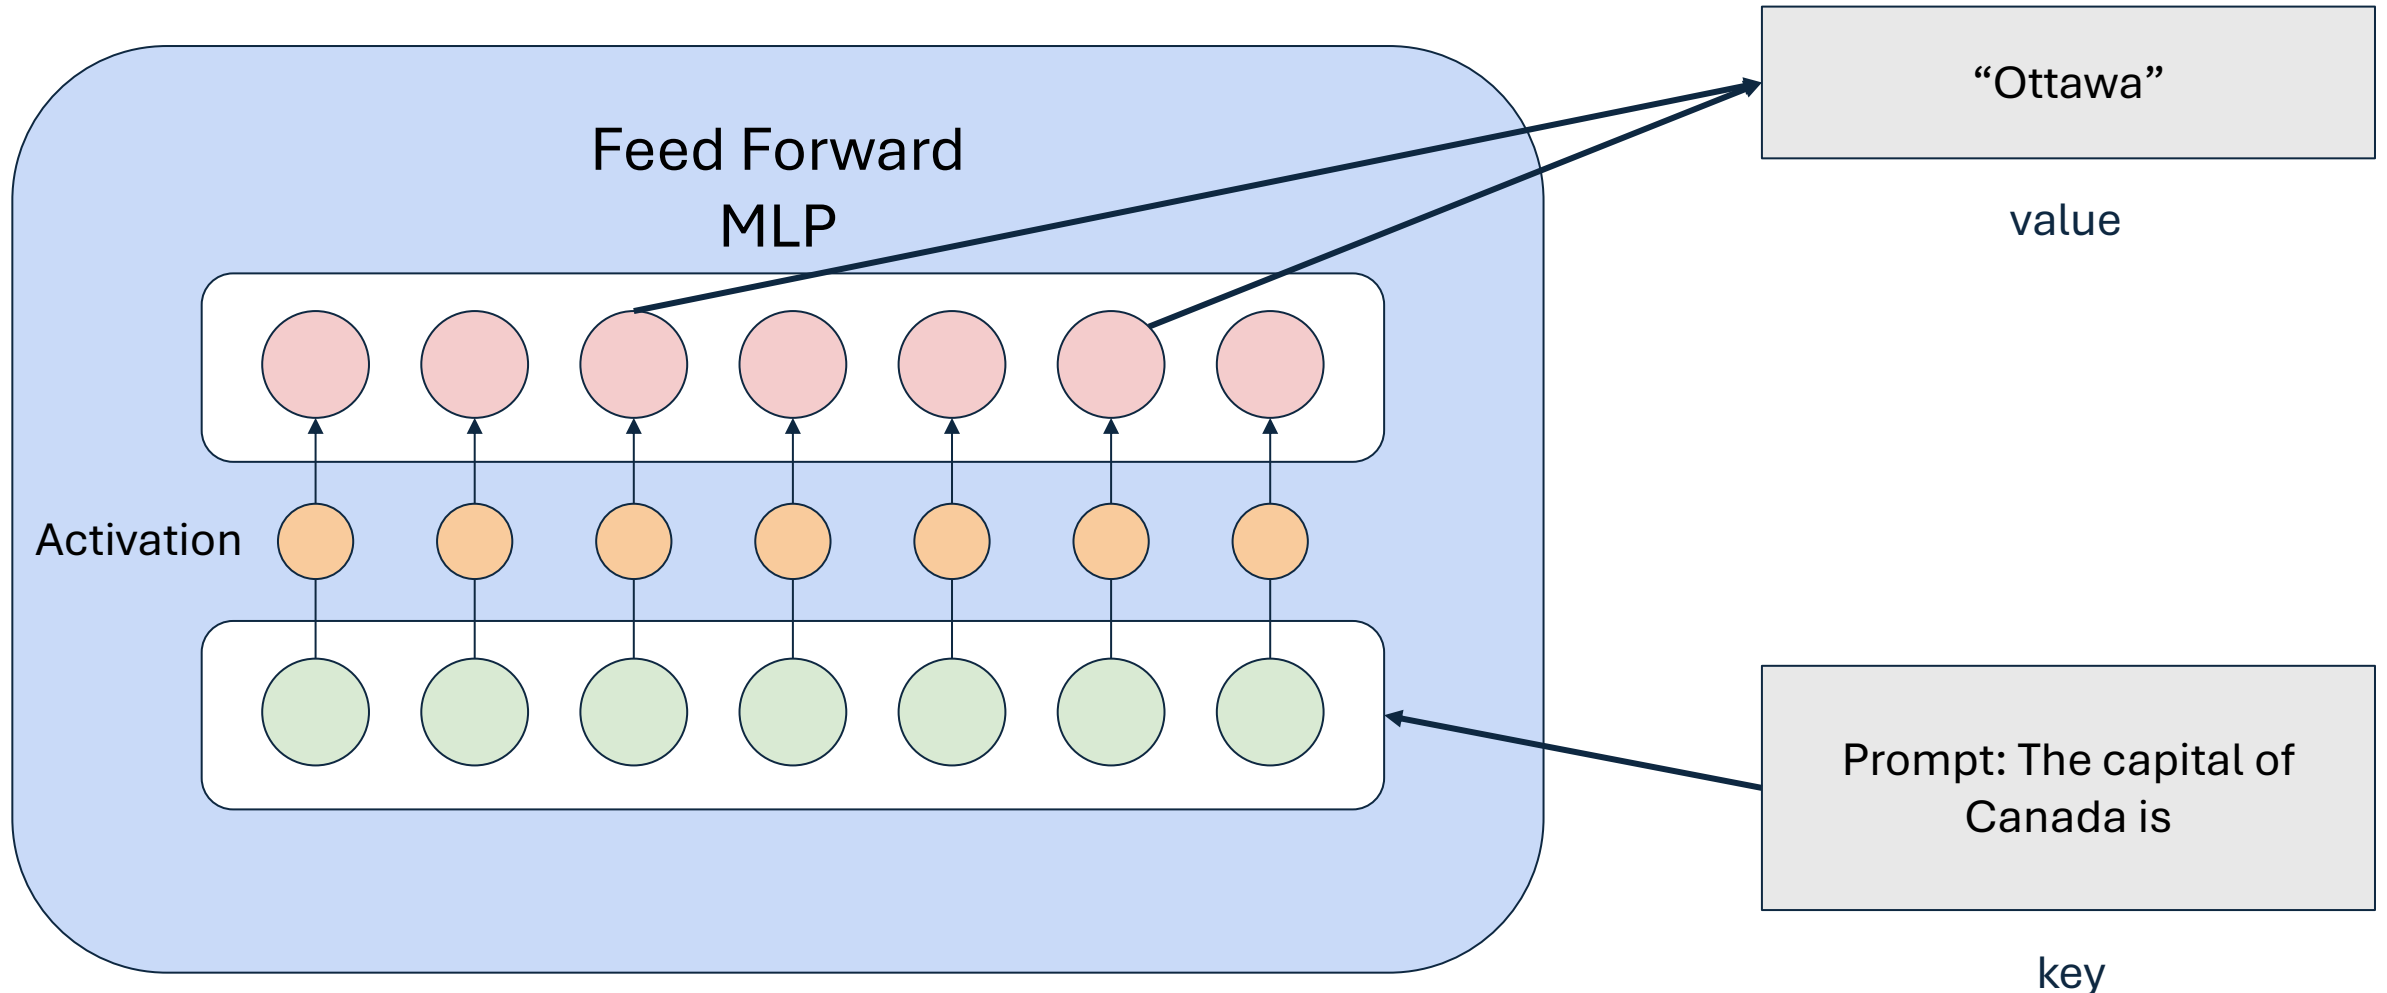 Feed Forward
MLP
“Ottawa”
value
Activation
Prompt: The capital of
Canada is
key